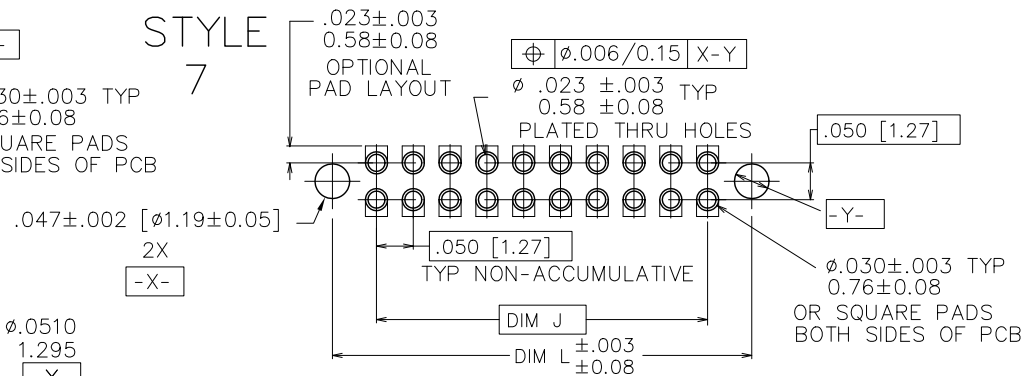 STYLE
7
.023±.003
0.58±0.08
OPTIONAL
PAD LAYOUT
⌖ ø.006/0.15 X-Y
ø .023 ±.003 TYP
0.58 ±0.08
PLATED THRU HOLES
.050 [1.27]
30±.003 TYP
6±0.08
UARE PADS
SIDES OF PCB
.047±.002 [ø1.19±0.05]
2X
-X-
.050 [1.27]
TYP NON-ACCUMULATIVE
-Y-
ø.030±.003 TYP
0.76±0.08
OR SQUARE PADS
BOTH SIDES OF PCB
DIM J
DIM L ±.003
±0.08
ø.0510
1.295